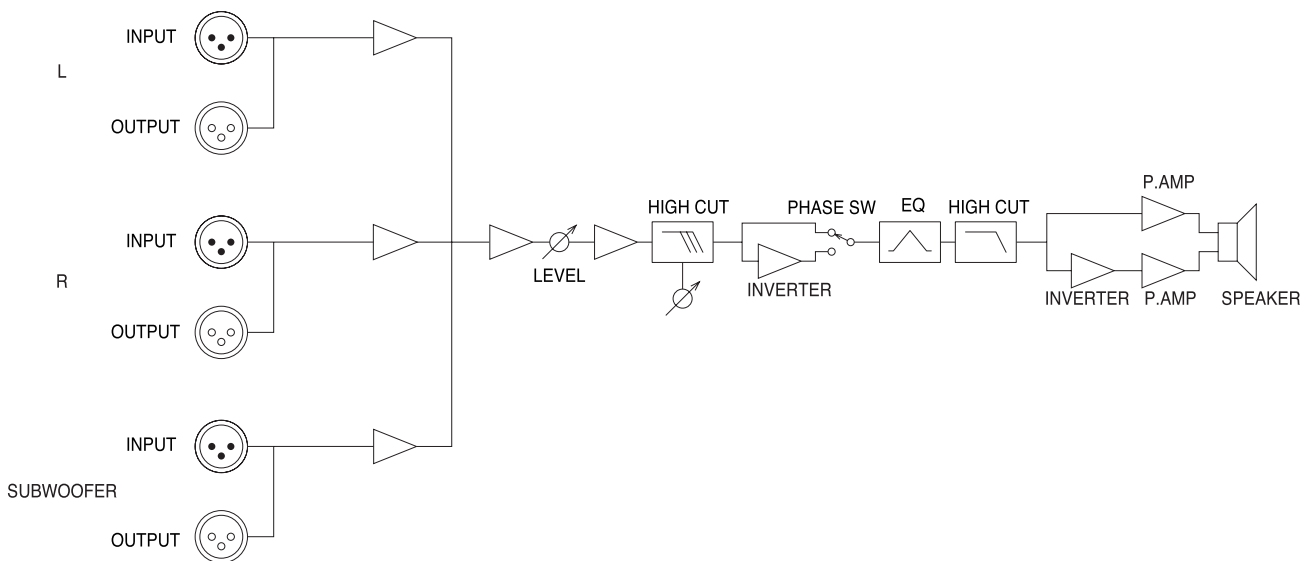 INPUT
L
OUTPUT
INPUT
R
OUTPUT
INPUT
SUBWOOFER
OUTPUT
LEVEL
HIGH CUT
INVERTER
PHASE SW
EQ
HIGH CUT
P.AMP
INVERTER
P.AMP
SPEAKER